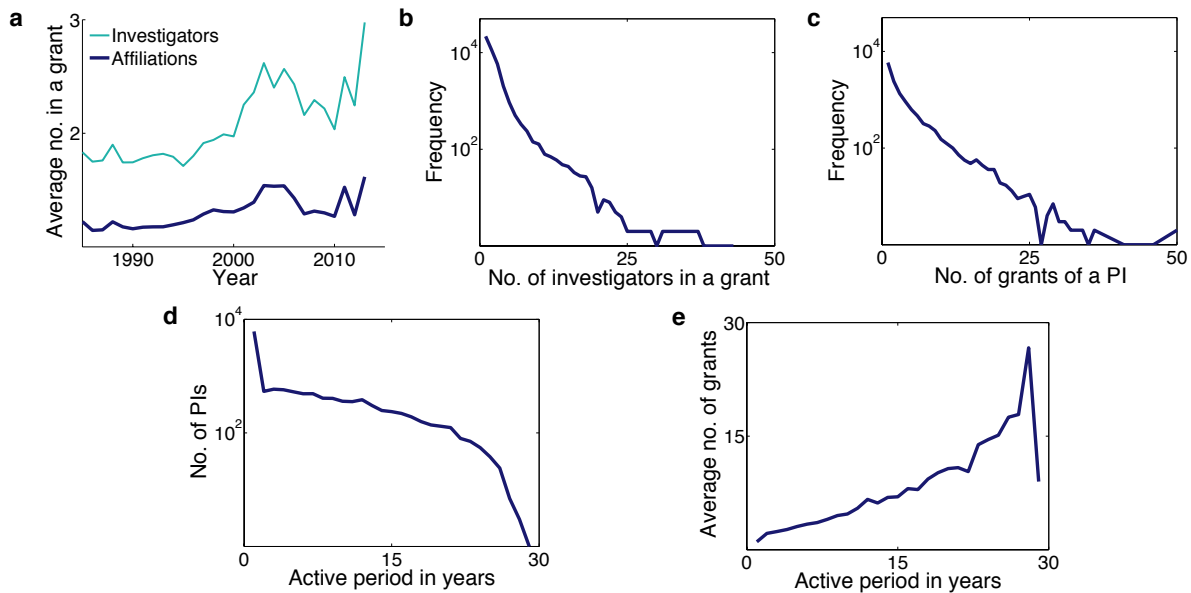 a
Average no. in a grant
3
2
Investigators
Affiliations
1990
2000
2010
Year
b
Frequency
10^4
10^2
0
25
50
No. of investigators in a grant
c
Frequency
10^4
10^2
0
25
50
No. of grants of a PI
d
No. of PIs
10^4
10^2
0
15
30
Active period in years
e
Average no. of grants
30
15
0
15
30
Active period in years